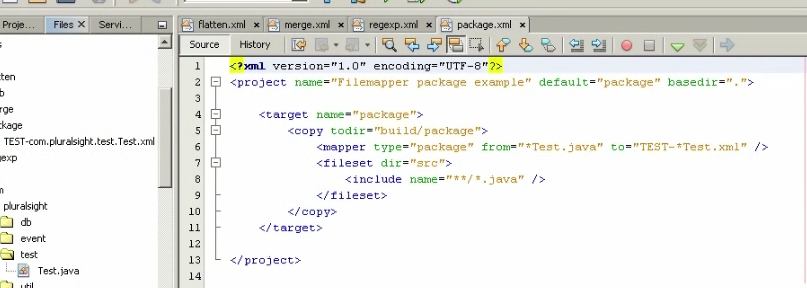 flatten.xml merge.xml regexp.xml package.xml
Proje... Files Servi...
Source History
1 <?xml version="1.0" encoding="UTF-8"?>
2 <project name="Filemapper package example" default="package" basedir=".">
3
4 <target name="package">
5 <copy todir="build/package">
6 <mapper type="package" from="*Test.java" to="TEST-*Test.xml" />
7 <fileset dir="src">
8 <include name="**/*.java" />
9 </fileset>
10 </copy>
11 </target>
12
13 </project>
14
TEST-com.pluralsight.test.Test.xml
pluralsight
db
event
test
Test.java
util